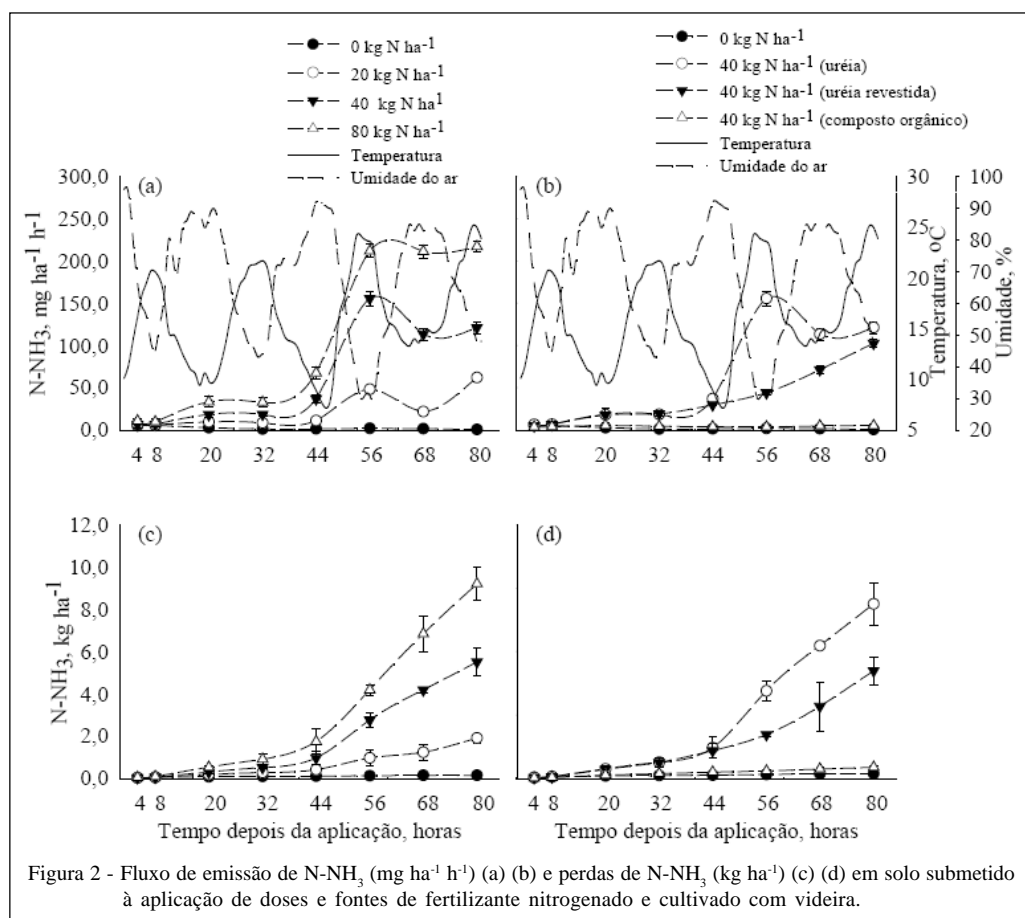 0 kg N ha-1
20 kg N ha-1
40 kg N ha-1
80 kg N ha-1
Temperatura
Umidade do ar
0 kg N ha-1
40 kg N ha-1 (uréia)
40 kg N ha-1 (uréia revestida)
40 kg N ha-1 (composto orgânico)
Temperatura
Umidade do ar
N-NH3, mg ha-1 h-1
300,0
250,0
200,0
150,0
100,0
50,0
0,0
(a)
4 8 20 32 44 56 68 80
(b)
4 8 20 32 44 56 68 80
30
25
20
15
10
5
Temperatura, oC
100
90
80
70
60
50
40
30
20
Umidade, %
N-NH3, kg ha-1
12,0
10,0
8,0
6,0
4,0
2,0
0,0
(c)
4 8 20 32 44 56 68 80
Tempo depois da aplicação, horas
(d)
4 8 20 32 44 56 68 80
Tempo depois da aplicação, horas
Figura 2 - Fluxo de emissão de N-NH3 (mg ha-1 h-1) (a) (b) e perdas de N-NH3 (kg ha-1) (c) (d) em solo submetido
à aplicação de doses e fontes de fertilizante nitrogenado e cultivado com videira.